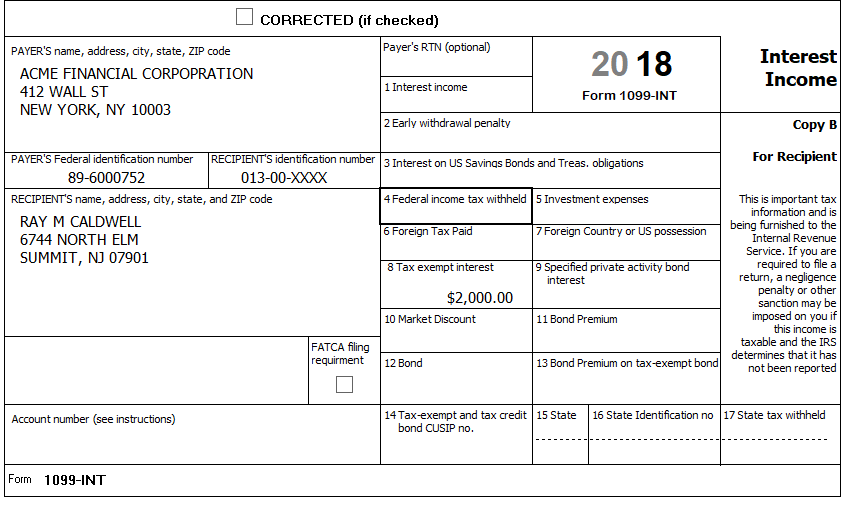 CORRECTED (if checked)
PAYER'S name, address, city, state, ZIP code
ACME FINANCIAL CORPOPRATION
412 WALL ST
NEW YORK, NY 10003
Payer's RTN (optional)
1 Interest income
2018
Form 1099-INT
Interest
Income
2 Early withdrawal penalty
Copy B
For Recipient
PAYER'S Federal identification number
89-6000752
RECIPIENT'S identification number
013-00-XXXX
3 Interest on US Savings Bonds and Treas. obligations
RECIPIENT'S name, address, city, state, and ZIP code
RAY M CALDWELL
6744 NORTH ELM
SUMMIT, NJ 07901
4 Federal income tax withheld
5 Investment expenses
6 Foreign Tax Paid
7 Foreign Country or US possession
8 Tax exempt interest
$2,000.00
9 Specified private activity bond
interest
10 Market Discount
11 Bond Premium
12 Bond
13 Bond Premium on tax-exempt bond
This is important tax
information and is
being furnished to the
Internal Revenue
Service. If you are
required to file a
return, a negligence
penalty or other
sanction may be
imposed on you if
this income is
taxable and the IRS
determines that it has
not been reported
FATCA filing
requirment
Account number (see instructions)
14 Tax-exempt and tax credit
bond CUSIP no.
15 State
16 State Identification no
17 State tax withheld
Form 1099-INT